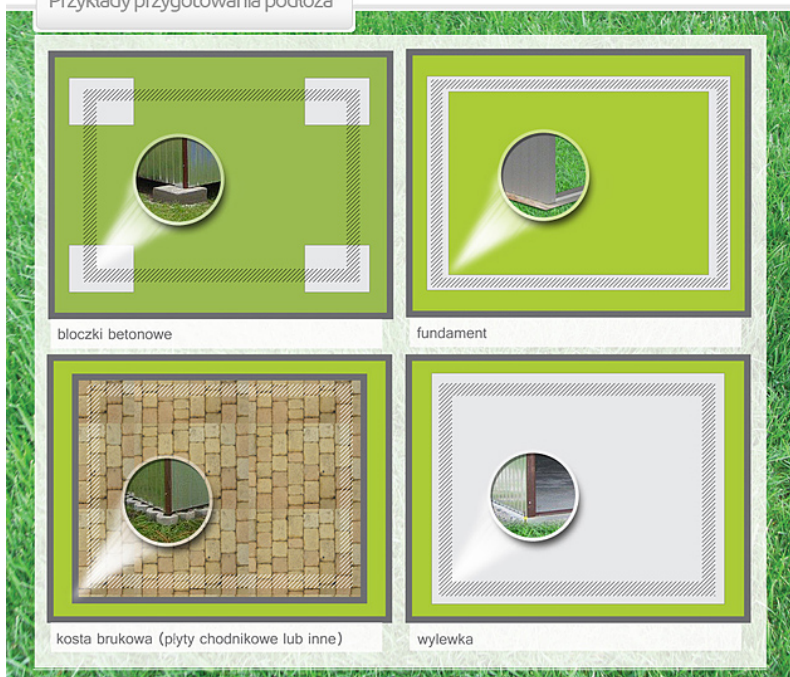 Przykłady przygotowania podłoża
bloczki betonowe
fundament
kosta brukowa (płyty chodnikowe lub inne)
wylewka